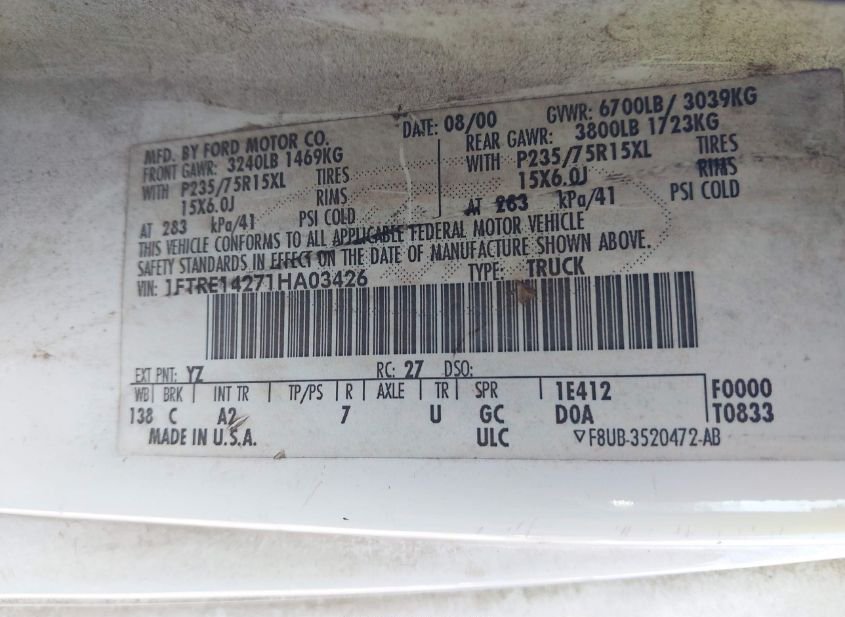 MFD. BY FORD MOTOR CO. DATE: 08/00 GVWR: 6700LB/ 3039KG
FRONT GAWR: 3240LB 1469KG REAR GAWR: 3800LB 1723KG
WITH P235/75R15XL TIRES WITH P235/75R15XL TIRES
15X6.0J RIMS 15X6.0J RIMS
AT 283 kPa/41 PSI COLD AT 283 kPa/41 PSI COLD
THIS VEHICLE CONFORMS TO ALL APPLICABLE FEDERAL MOTOR VEHICLE
SAFETY STANDARDS IN EFFECT ON THE DATE OF MANUFACTURE SHOWN ABOVE.
VIN: 1FTRE14271HA03426 TYPE: TRUCK
EXT PNT: YZ RC: 27 DSO:
WB BRK INT TR TP/PS R AXLE TR SPR 1E412 F0000
138 C A2 7 U GC D0A T0833
MADE IN U.S.A. ULC F8UB-3520472-AB